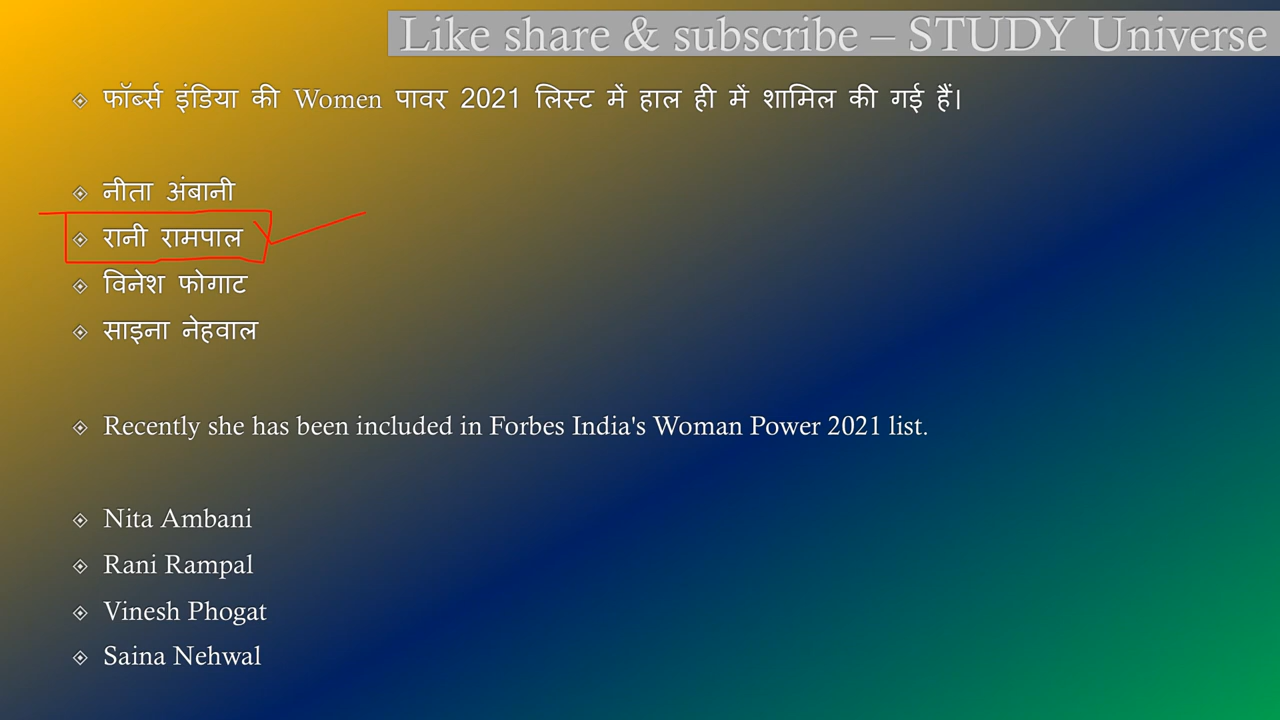 Like share & subscribe – STUDY Universe
फॉर्ब्स इंडिया की Women पावर 2021 लिस्ट में हाल ही में शामिल की गई हैं।
नीता अंबानी
रानी रामपाल
विनेश फोगाट
साइना नेहवाल
Recently she has been included in Forbes India's Woman Power 2021 list.
Nita Ambani
Rani Rampal
Vinesh Phogat
Saina Nehwal